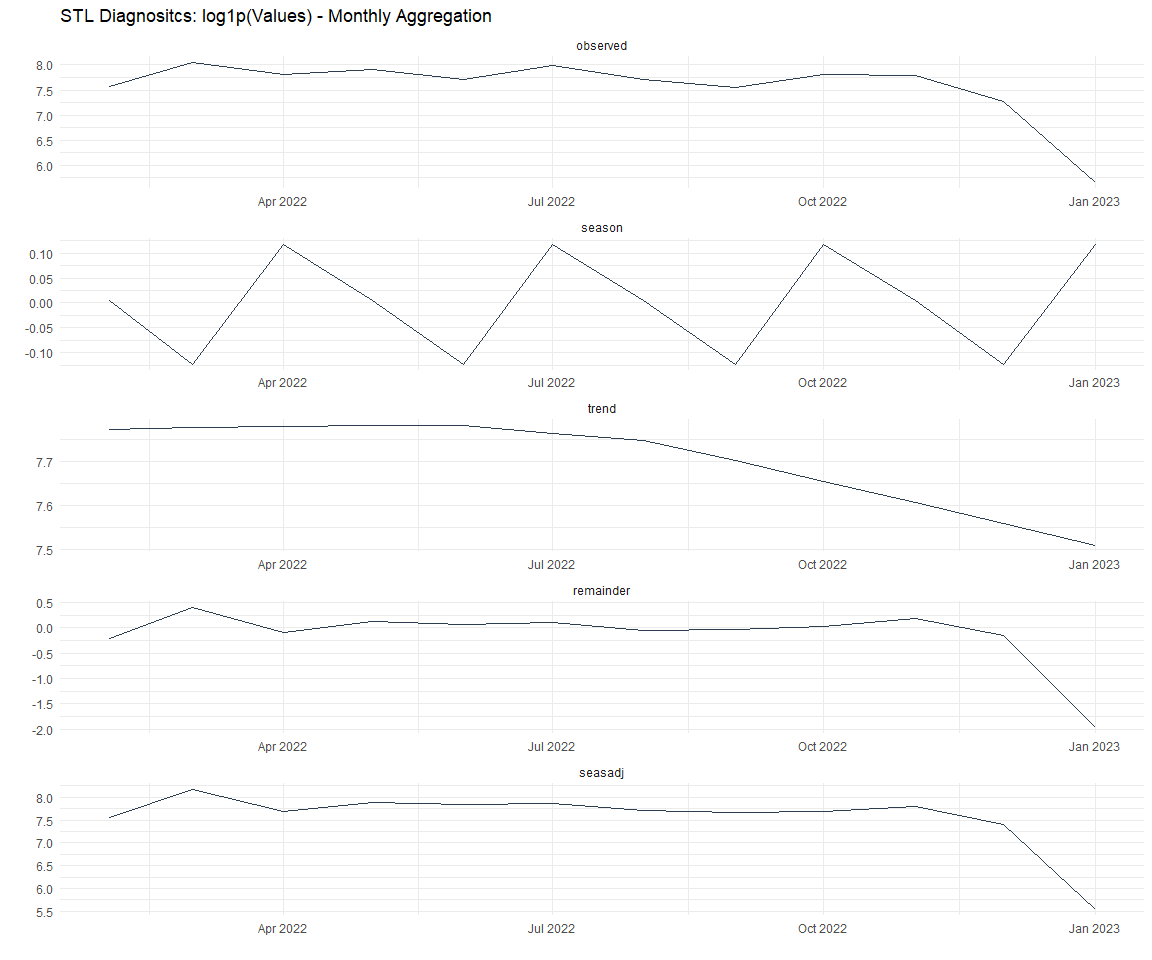 STL Diagnositcs: log1p(Values) - Monthly Aggregation
observed
8.0
7.5
7.0
6.5
6.0
Apr 2022 Jul 2022 Oct 2022 Jan 2023
season
0.10
0.05
0.00
-0.05
-0.10
Apr 2022 Jul 2022 Oct 2022 Jan 2023
trend
7.7
7.6
7.5
Apr 2022 Jul 2022 Oct 2022 Jan 2023
remainder
0.5
0.0
-0.5
-1.0
-1.5
-2.0
Apr 2022 Jul 2022 Oct 2022 Jan 2023
seasadj
8.0
7.5
7.0
6.5
6.0
5.5
Apr 2022 Jul 2022 Oct 2022 Jan 2023